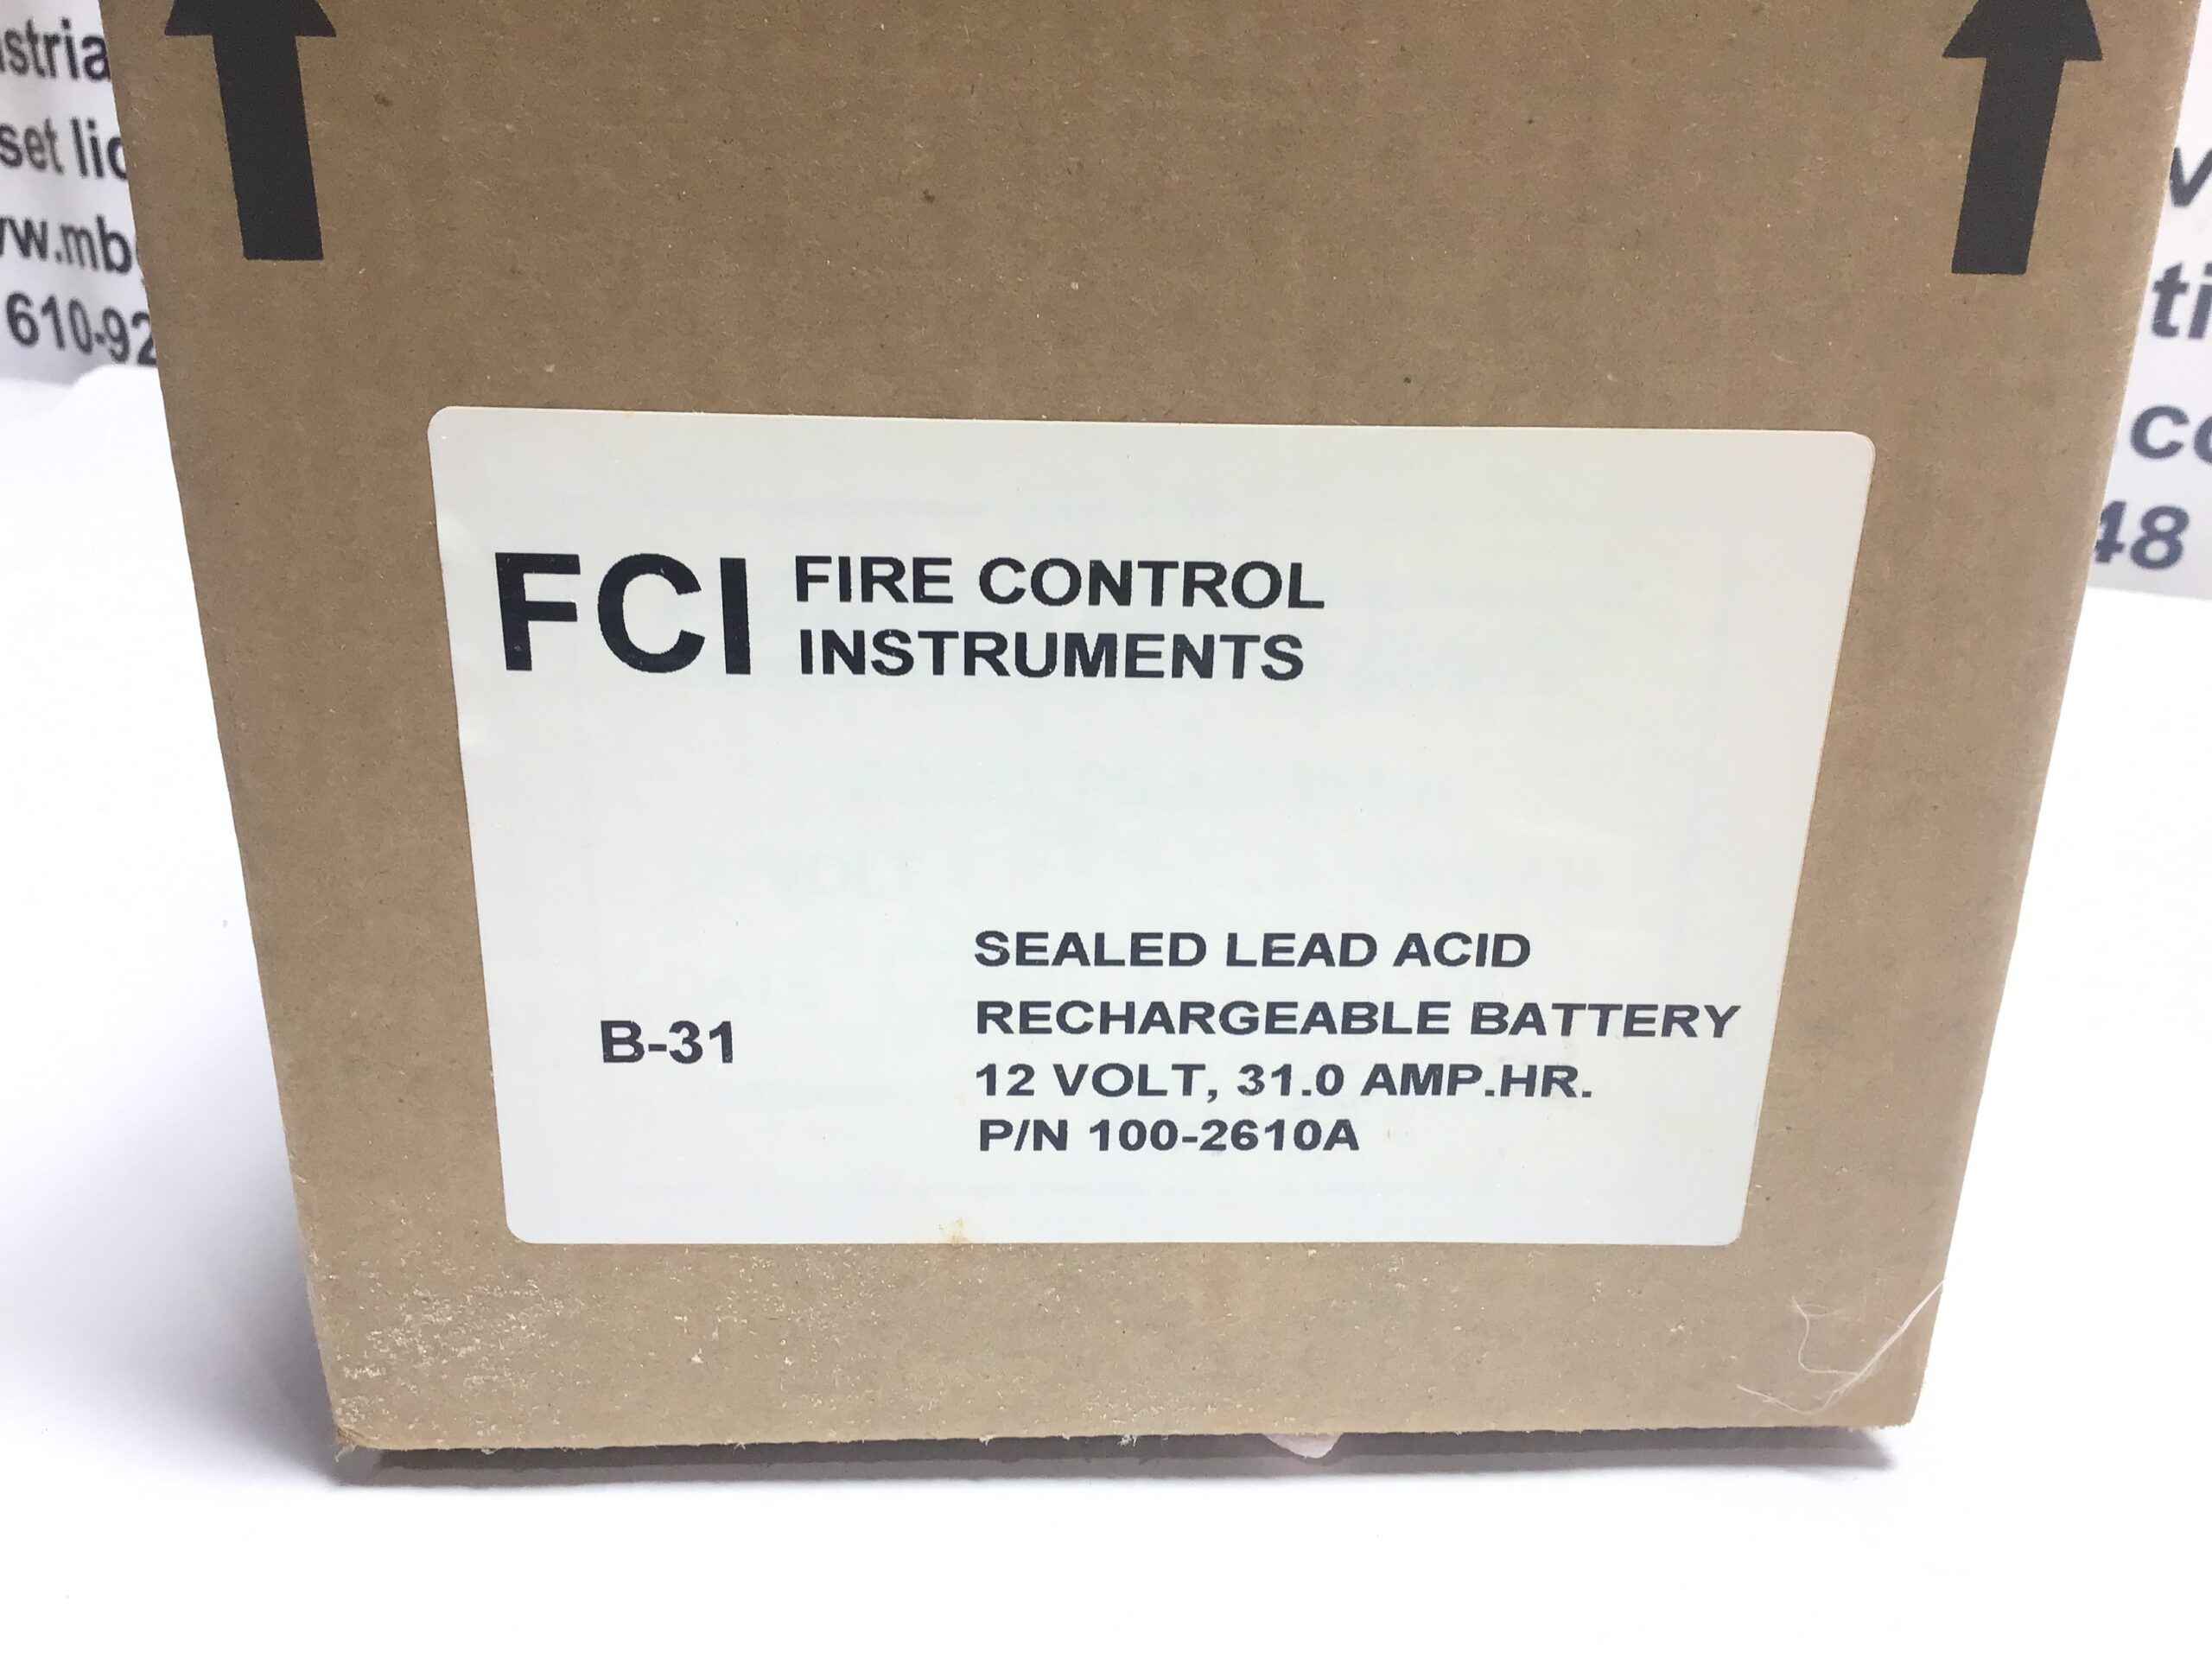 FCI
FIRE CONTROL
INSTRUMENTS
B-31
SEALED LEAD ACID
RECHARGEABLE BATTERY
12 VOLT, 31.0 AMP.HR.
P/N 100-2610A